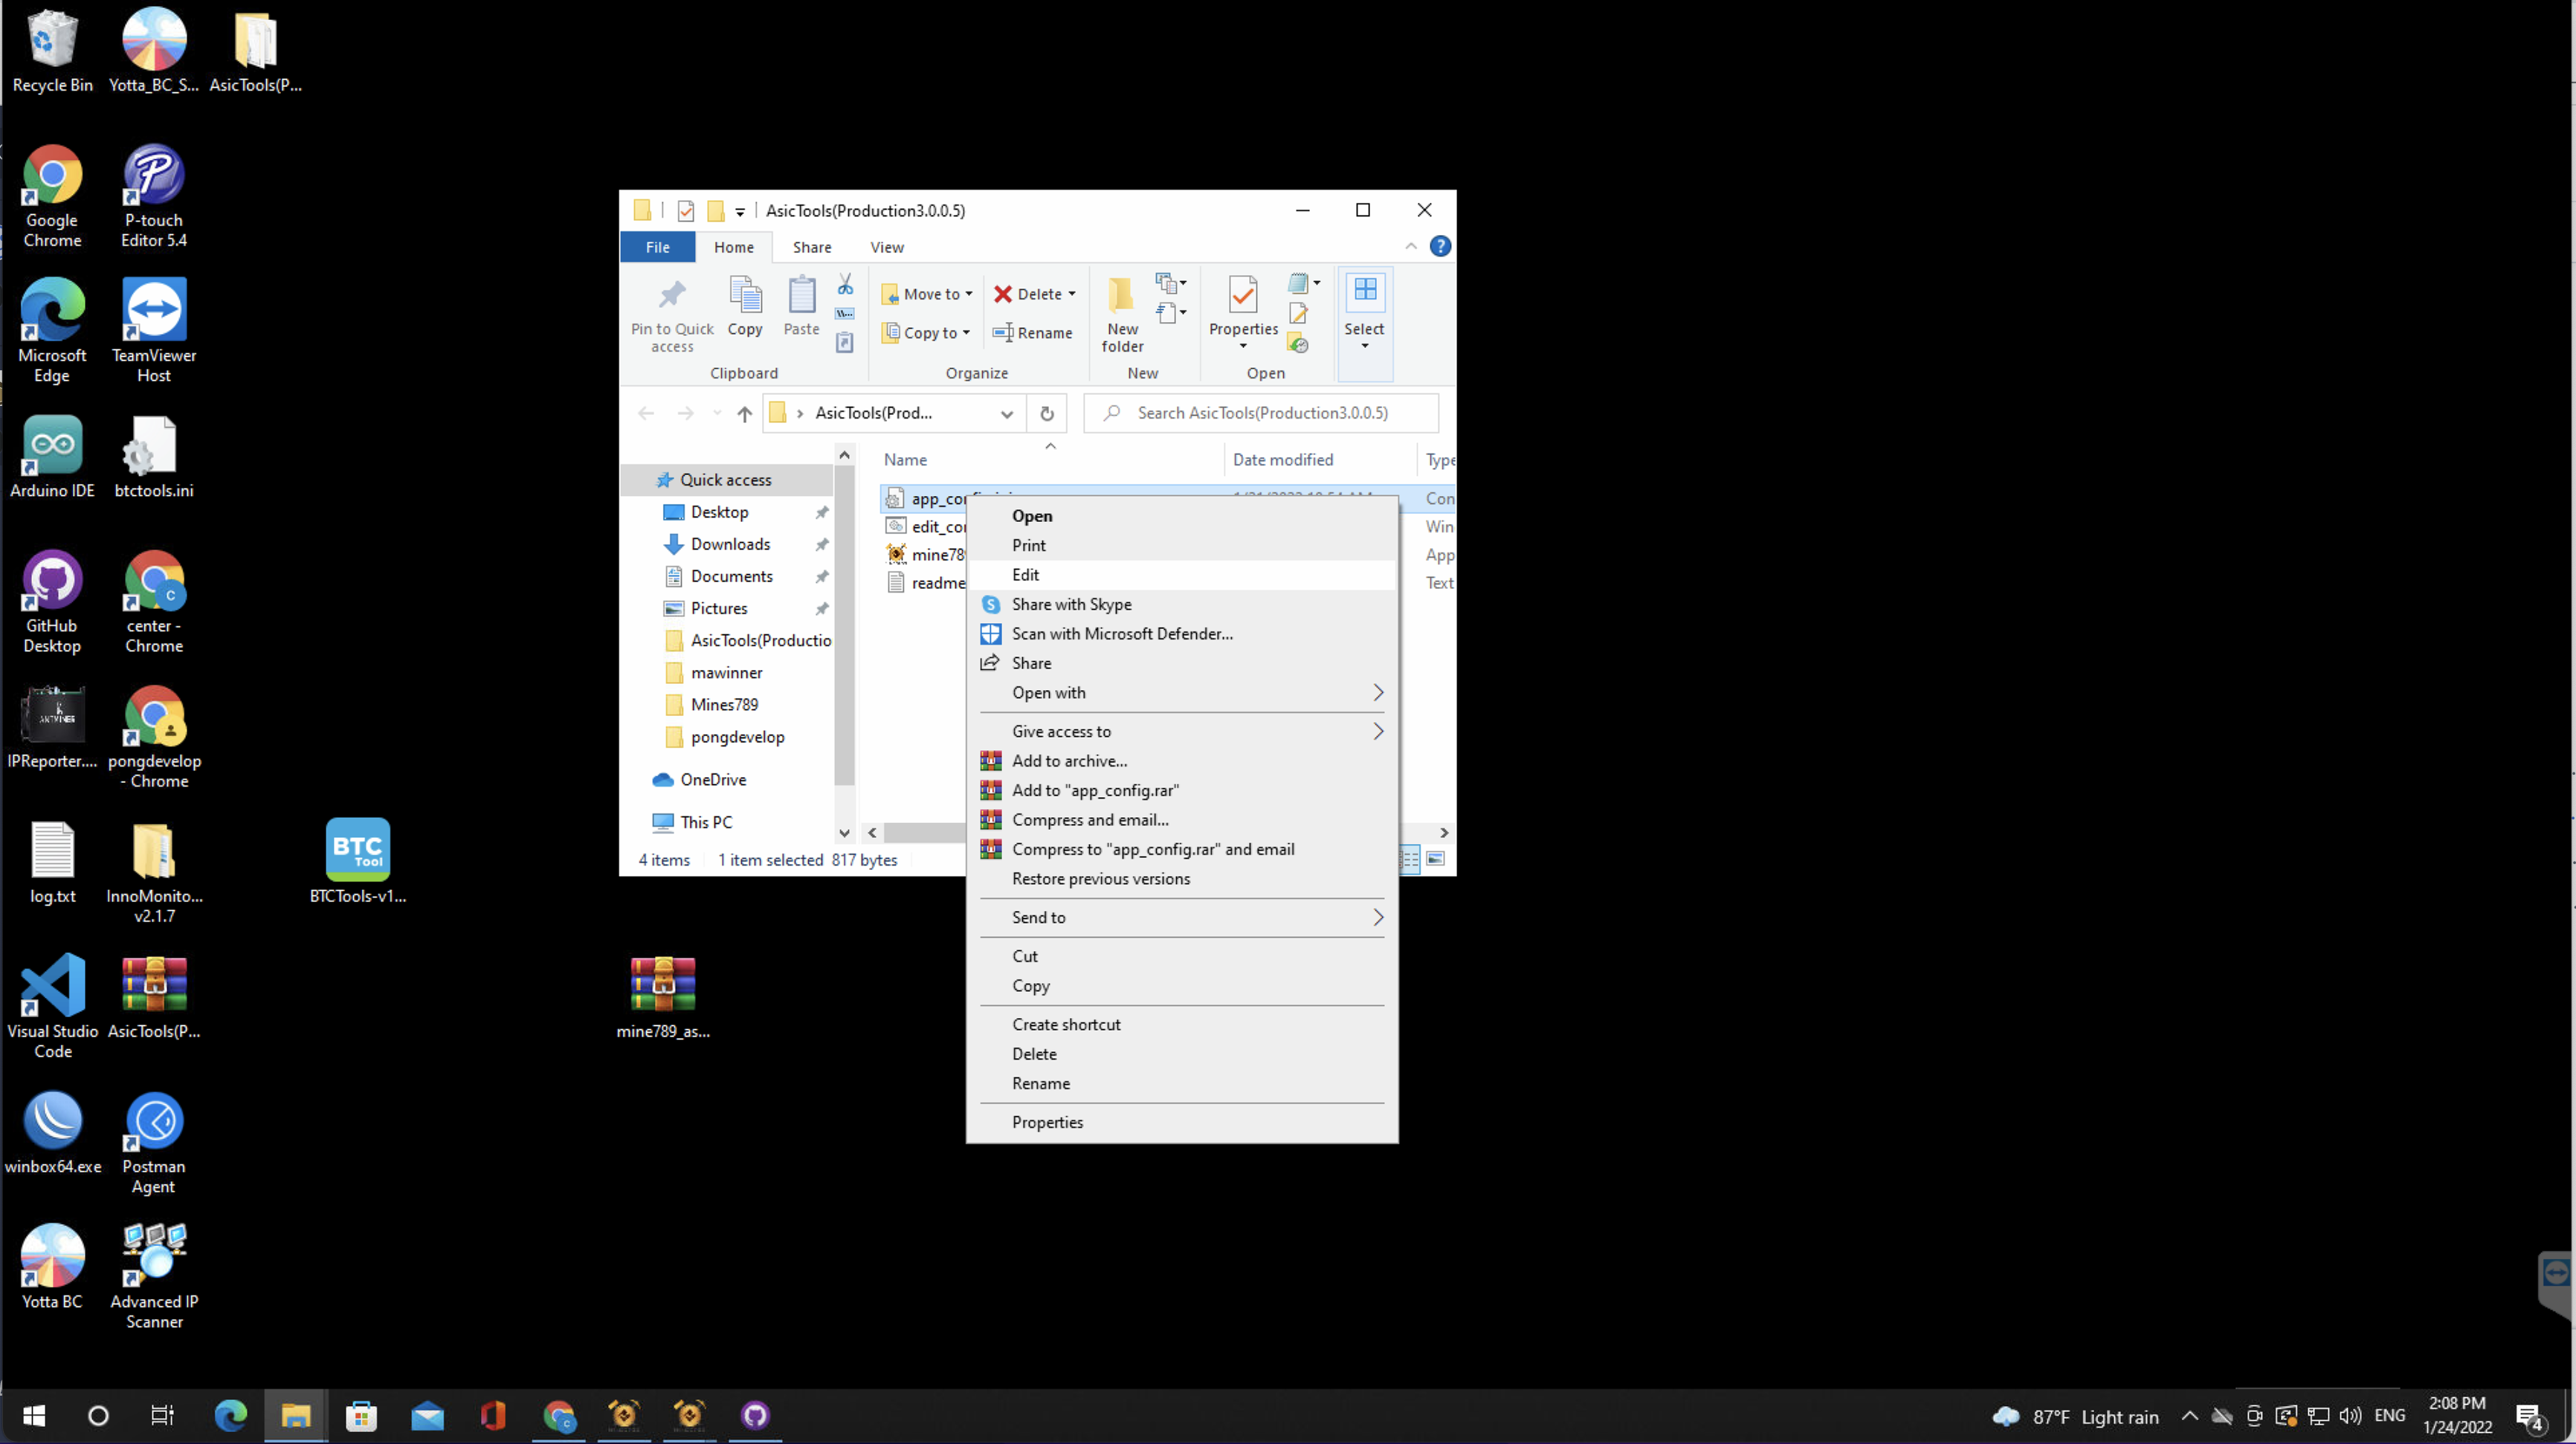 Recycle Bin
Yotta_BC_S...
AsicTools(P...
Google
Chrome
P-touch
Editor 5.4
Microsoft
Edge
TeamViewer
Host
Arduino IDE
btctools.ini
GitHub
Desktop
center -
Chrome
IPReporter....
pongdevelop
- Chrome
log.txt
InnoMonito...
v2.1.7
BTC
Tool
BTCTools-v1...
Visual Studio
Code
AsicTools(P...
mine789_as...
winbox64.exe
Postman
Agent
Yotta BC
Advanced IP
Scanner
AsicTools(Production3.0.0.5)
File
Home
Share
View
Pin to Quick
access
Copy
Paste
Move to
Copy to
Delete
Rename
New
folder
Properties
Select
Clipboard
Organize
New
Open
AsicTools(Prod...
Search AsicTools(Production3.0.0.5)
Name
Date modified
Type
Quick access
Desktop
Downloads
Documents
Pictures
AsicTools(Productio
mawinner
Mines789
pongdevelop
OneDrive
This PC
app_con
Con
edit_con
Win
mine789
App
readme
Text
4 items
1 item selected 817 bytes
Open
Print
Edit
Share with Skype
Scan with Microsoft Defender...
Share
Open with
Give access to
Add to archive...
Add to "app_config.rar"
Compress and email...
Compress to "app_config.rar" and email
Restore previous versions
Send to
Cut
Copy
Create shortcut
Delete
Rename
Properties
87°F Light rain
ENG
2:08 PM
1/24/2022
4